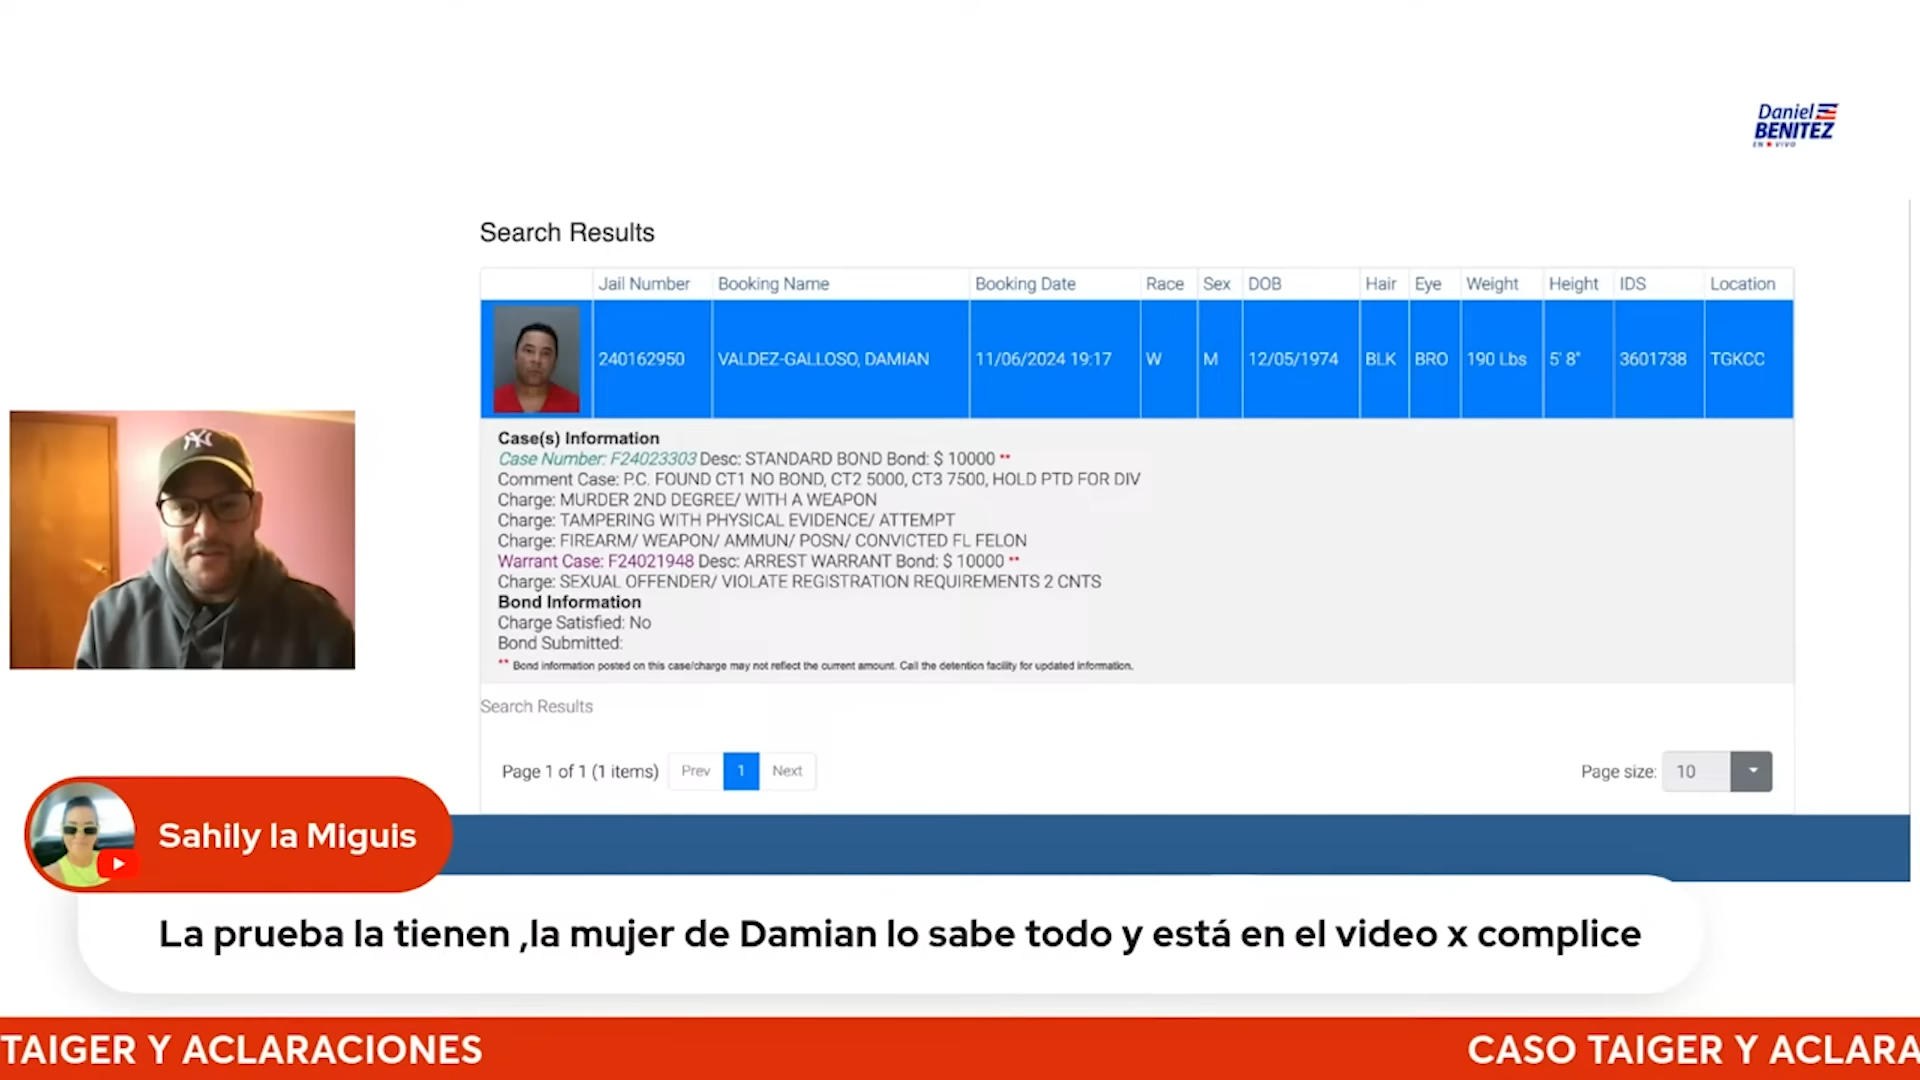 Daniel
BENITEZ
EN VIVO
Search Results
Jail Number Booking Name Booking Date Race Sex DOB Hair Eye Weight Height IDS Location
240162950 VALDEZ-GALLOSO, DAMIAN 11/06/2024 19:17 W M 12/05/1974 BLK BRO 190 Lbs 5' 8" 3601738 TGKCC
Case(s) Information
Case Number: F24023303 Desc: STANDARD BOND Bond: $ 10000 **
Comment Case: P.C. FOUND CT1 NO BOND, CT2 5000, CT3 7500, HOLD PTD FOR DIV
Charge: MURDER 2ND DEGREE/ WITH A WEAPON
Charge: TAMPERING WITH PHYSICAL EVIDENCE/ ATTEMPT
Charge: FIREARM/ WEAPON/ AMMUN/ POSN/ CONVICTED FL FELON
Warrant Case: F24021948 Desc: ARREST WARRANT Bond: $ 10000 **
Charge: SEXUAL OFFENDER/ VIOLATE REGISTRATION REQUIREMENTS 2 CNTS
Bond Information
Charge Satisfied: No
Bond Submitted:
** Bond information posted on this case/charge may not reflect the current amount. Call the detention facility for updated information.
Search Results
Page 1 of 1 (1 items) Prev 1 Next Page size: 10
Sahily la Miguis
La prueba la tienen ,la mujer de Damian lo sabe todo y está en el video x complice
TAIGER Y ACLARACIONES CASO TAIGER Y ACLARA
NY